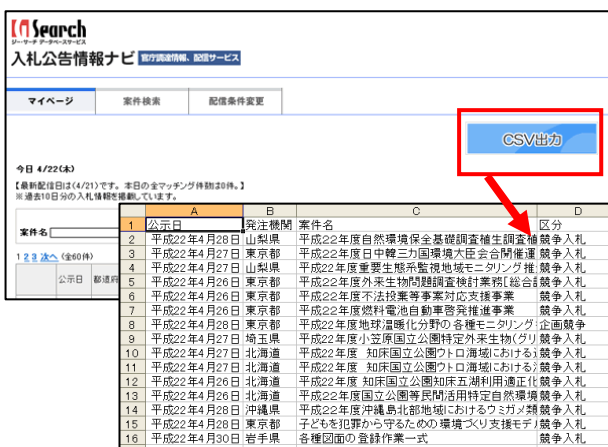 G Search
ジー・サーチ データベースサービス
入札公告情報ナビ 官庁調達情報、配信サービス
マイページ 案件検索 配信条件変更
CSV出力
今日 4/22(木)
【最新配信日は(4/21)です。本日の全マッチング件数は0件。】
※過去10日分の入札情報を掲載しています。
案件名
1 2 3 次へ (全60件)
公示日 都道府
A B C D
1 公示日 発注機関 案件名 区分
2 平成22年4月28日 山梨県 平成22年度自然環境保全基礎調査植生調査植 競争入札
3 平成22年4月27日 東京都 平成22年度日中韓三カ国環境大臣会合開催運 競争入札
4 平成22年4月27日 山梨県 平成22年度重要生態系監視地域モニタリング推 競争入札
5 平成22年4月26日 東京都 平成22年度外来生物問題調査検討業務[総合 競争入札
6 平成22年4月26日 東京都 平成22年度不法投棄等事案対応支援事業 競争入札
7 平成22年4月26日 東京都 平成22年度燃料電池自動車啓発推進事業 競争入札
8 平成22年4月28日 東京都 平成22年度地球温暖化分野の各種モニタリング 企画競争
9 平成22年4月27日 埼玉県 平成22年度小笠原国立公園特定外来生物(グリ 競争入札
10 平成22年4月27日 北海道 平成22年度 知床国立公園ウトロ海域における 競争入札
11 平成22年4月27日 北海道 平成22年度 知床国立公園ウトロ海域における 競争入札
12 平成22年4月26日 北海道 平成22年度 知床国立公園知床五湖利用適正化 競争入札
13 平成22年4月26日 北海道 平成22年度国立公園等民間活用特定自然環境 競争入札
14 平成22年4月28日 沖縄県 平成22年度沖縄島北部地域におけるウミガメ類 競争入札
15 平成22年4月28日 東京都 子どもを犯罪から守るための環境づくり支援モデ 競争入札
16 平成22年4月30日 岩手県 各種図面の登録作業一式 競争入札